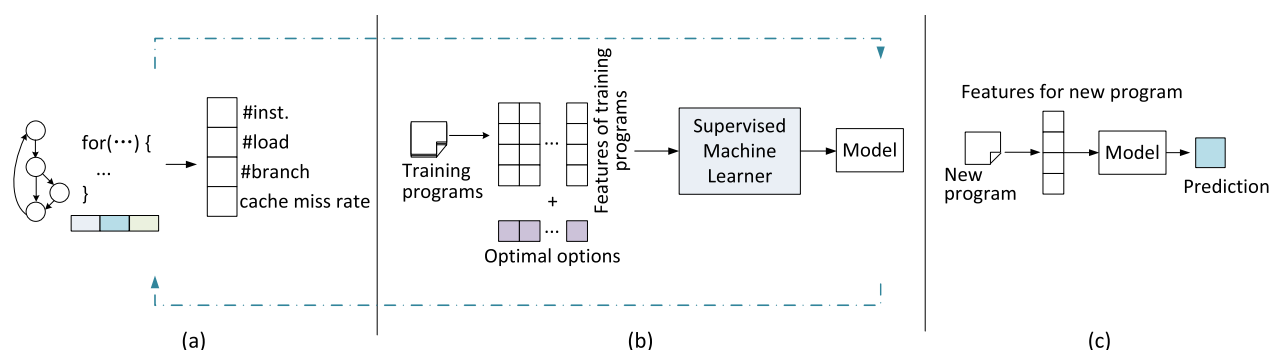 for(⋯) {
...
}
#inst.
#load
#branch
cache miss rate
(a)
Training
programs
...
Features of training
programs
+
...
Optimal options
Supervised
Machine
Learner
Model
(b)
Features for new program
New
program
Model
Prediction
(c)